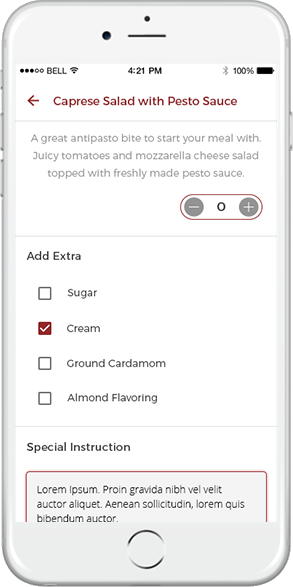 BELL 4:21 PM 100%
Caprese Salad with Pesto Sauce
A great antipasto bite to start your meal with.
Juicy tomatoes and mozzarella cheese salad
topped with freshly made pesto sauce.
0
Add Extra
Sugar
Cream
Ground Cardamom
Almond Flavoring
Special Instruction
Lorem Ipsum. Proin gravida nibh vel velit
auctor aliquet. Aenean sollicitudin, lorem quis
bibendum auctor.